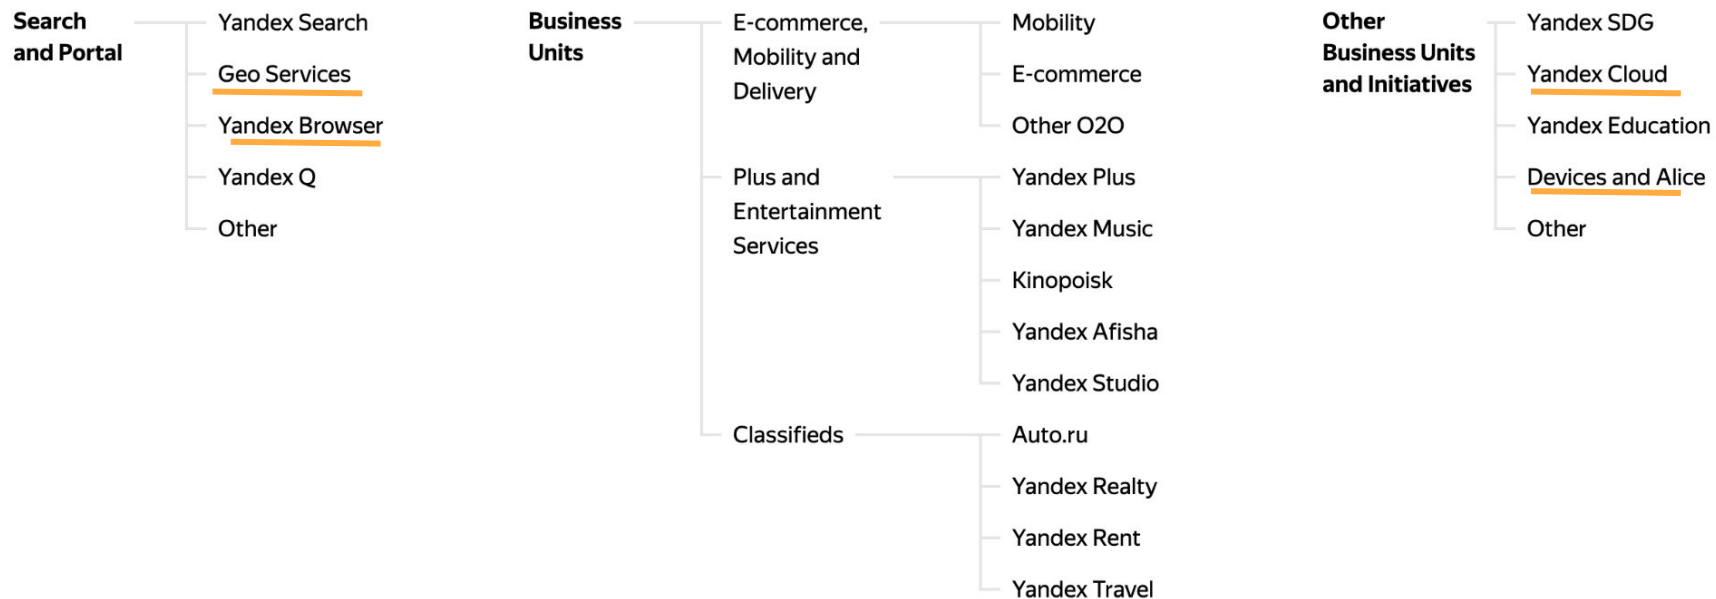 Search
and Portal
Yandex Search
Geo Services
Yandex Browser
Yandex Q
Other
Business
Units
E-commerce,
Mobility and
Delivery
Mobility
E-commerce
Other O2O
Plus and
Entertainment
Services
Yandex Plus
Yandex Music
Kinopoisk
Yandex Afisha
Yandex Studio
Classifieds
Auto.ru
Yandex Realty
Yandex Rent
Yandex Travel
Other
Business Units
and Initiatives
Yandex SDG
Yandex Cloud
Yandex Education
Devices and Alice
Other